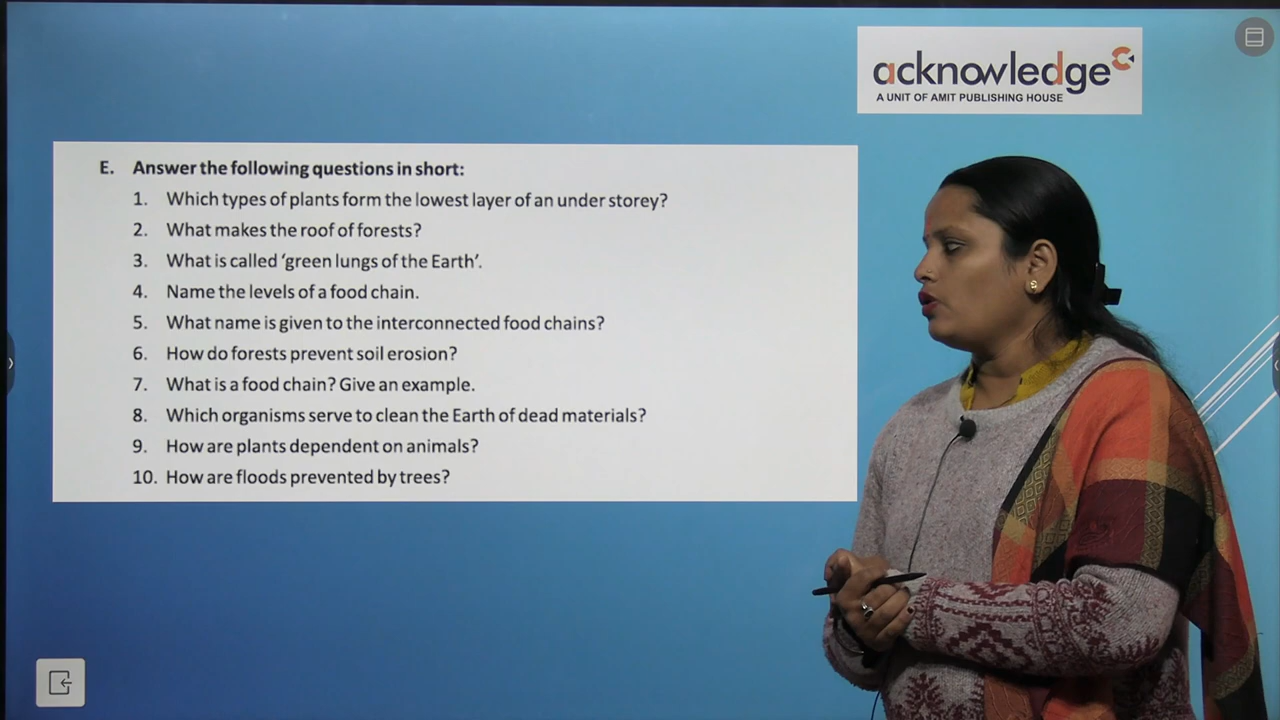 acknowledge
A UNIT OF AMIT PUBLISHING HOUSE
E. Answer the following questions in short:
1. Which types of plants form the lowest layer of an under storey?
2. What makes the roof of forests?
3. What is called ‘green lungs of the Earth’.
4. Name the levels of a food chain.
5. What name is given to the interconnected food chains?
6. How do forests prevent soil erosion?
7. What is a food chain? Give an example.
8. Which organisms serve to clean the Earth of dead materials?
9. How are plants dependent on animals?
10. How are floods prevented by trees?